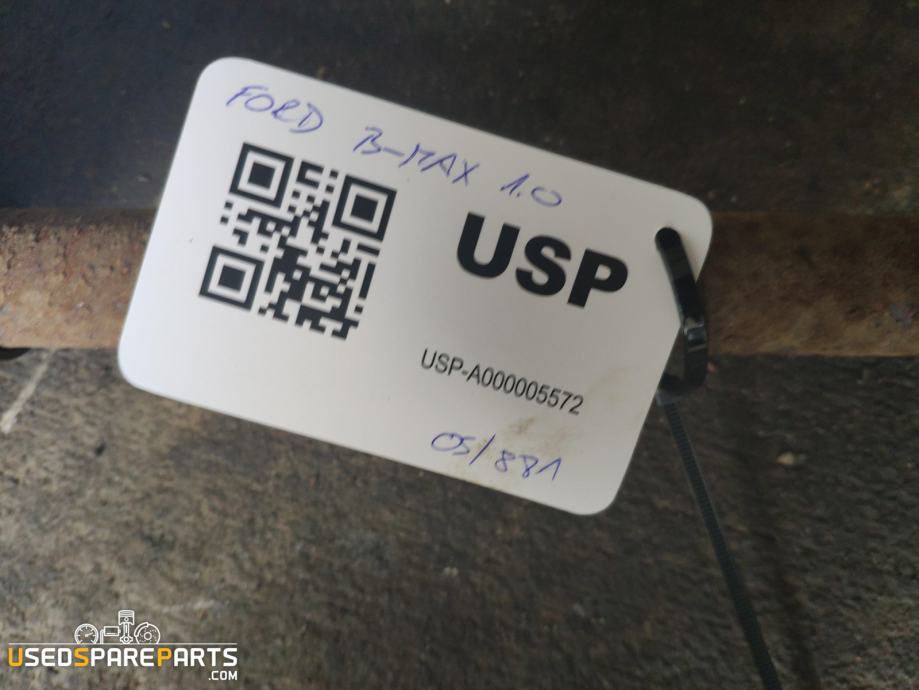 FORD B-MAX 1.0
USP
USP-A000005572
05/881
USEDSPAREPARTS
.COM